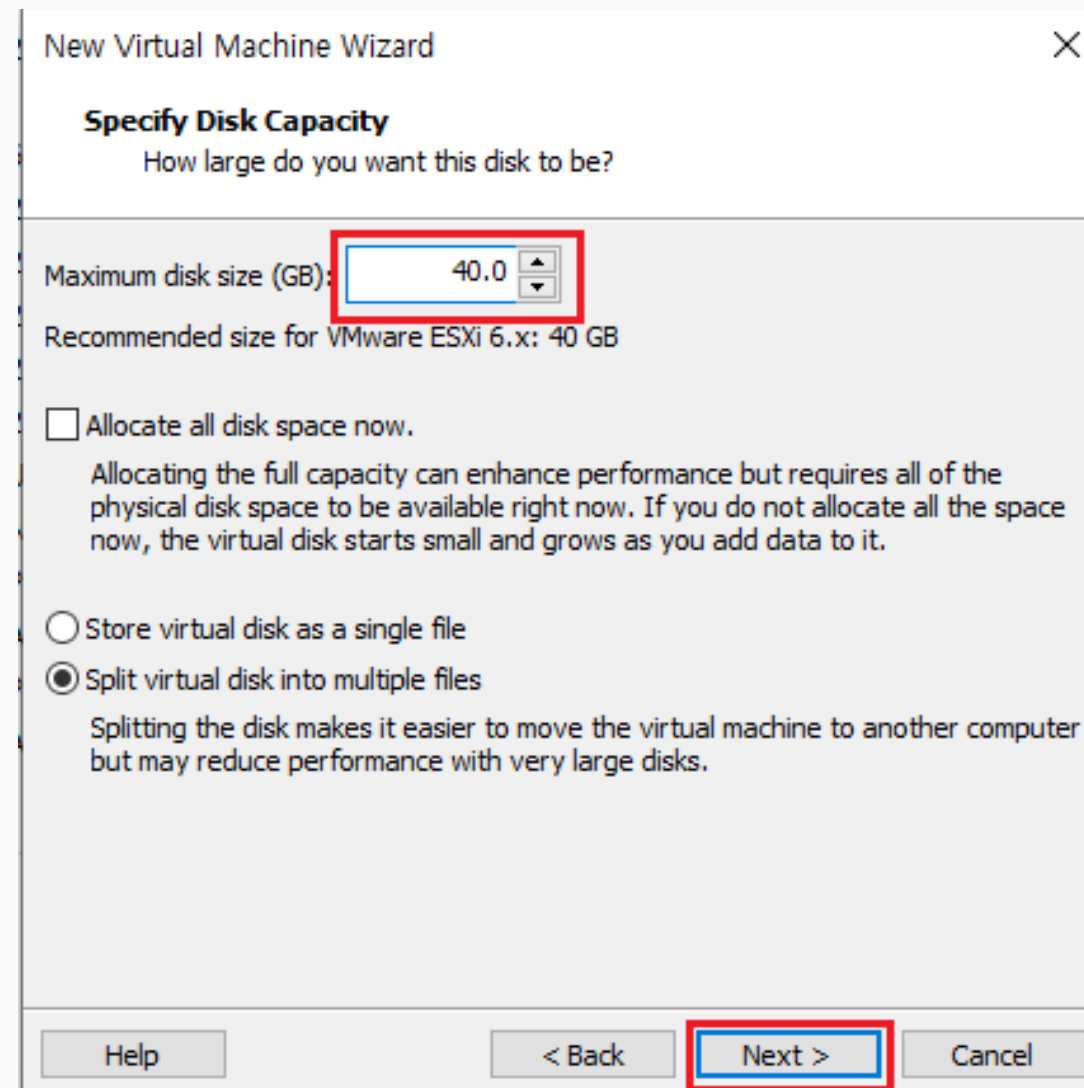 New Virtual Machine Wizard
Specify Disk Capacity
How large do you want this disk to be?
Maximum disk size (GB): 40.0
Recommended size for VMware ESXi 6.x: 40 GB
Allocate all disk space now.
Allocating the full capacity can enhance performance but requires all of the
physical disk space to be available right now. If you do not allocate all the space
now, the virtual disk starts small and grows as you add data to it.
Store virtual disk as a single file
Split virtual disk into multiple files
Splitting the disk makes it easier to move the virtual machine to another computer
but may reduce performance with very large disks.
Help < Back Next > Cancel